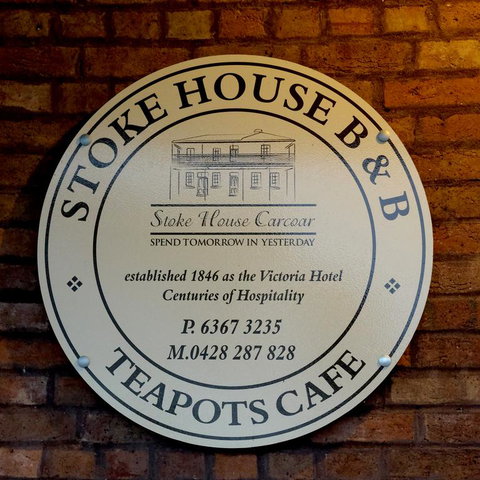 STOKE HOUSE B & B
Stoke House Carcoar
SPEND TOMORROW IN YESTERDAY
established 1846 as the Victoria Hotel
Centuries of Hospitality
P. 6367 3235
M.0428 287 828
TEAPOTS CAFE